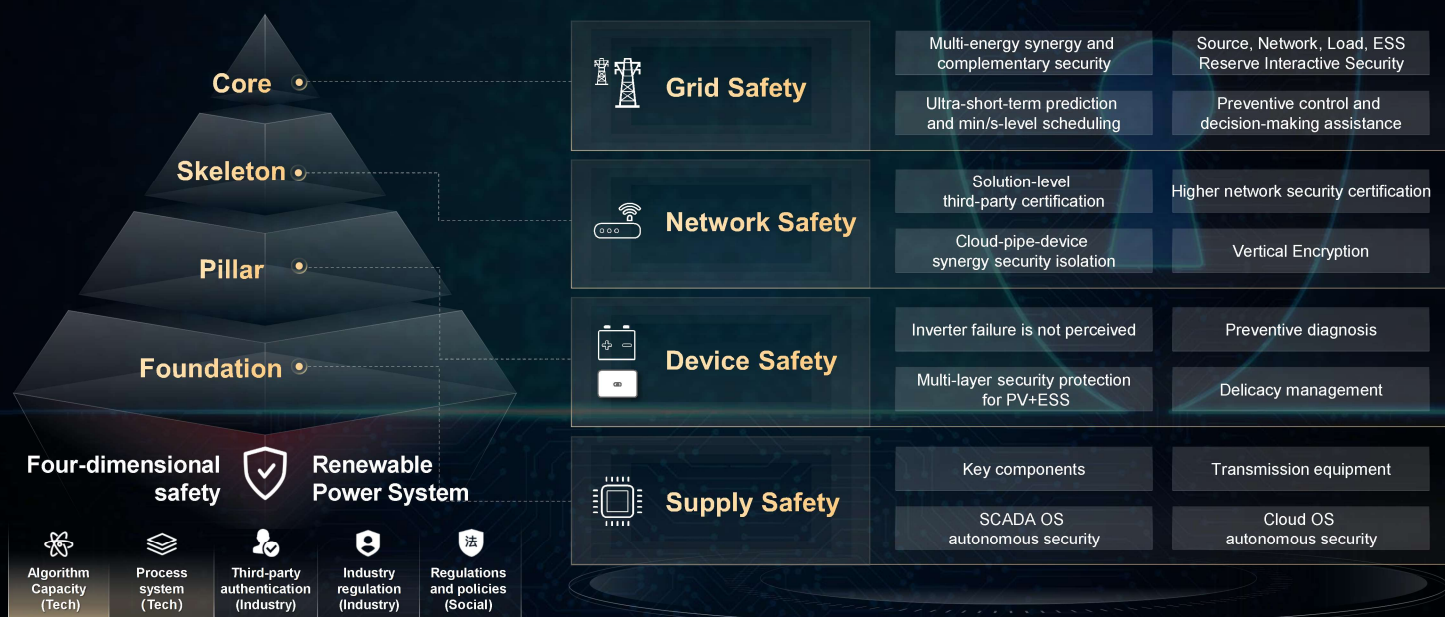 Core
Skeleton
Pillar
Foundation
Four-dimensional
safety
Renewable
Power System
Algorithm
Capacity
(Tech)
Process
system
(Tech)
Third-party
authentication
(Industry)
Industry
regulation
(Industry)
法
Regulations
and policies
(Social)
Grid Safety
Multi-energy synergy and
complementary security
Source, Network, Load, ESS
Reserve Interactive Security
Ultra-short-term prediction
and min/s-level scheduling
Preventive control and
decision-making assistance
Network Safety
Solution-level
third-party certification
Higher network security certification
Cloud-pipe-device
synergy security isolation
Vertical Encryption
Device Safety
Inverter failure is not perceived
Preventive diagnosis
Multi-layer security protection
for PV+ESS
Delicacy management
Supply Safety
Key components
Transmission equipment
SCADA OS
autonomous security
Cloud OS
autonomous security